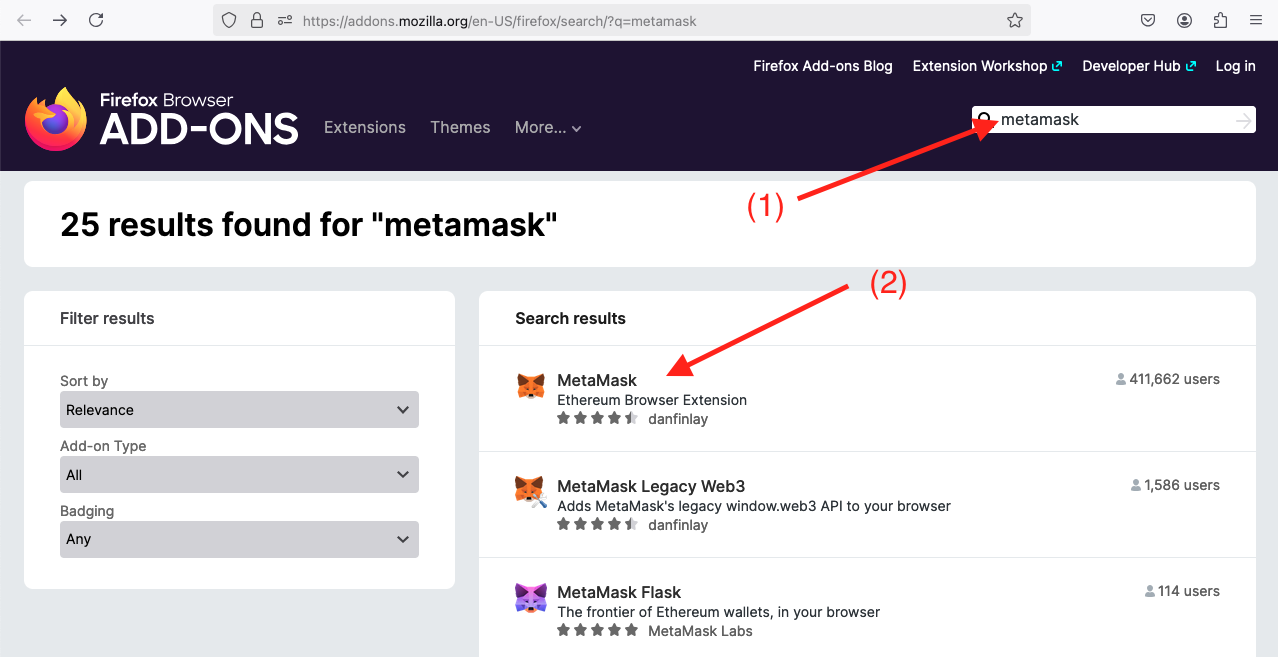 https://addons.mozilla.org/en-US/firefox/search/?q=metamask
Firefox Add-ons Blog
Extension Workshop
Developer Hub
Log in
Firefox Browser
ADD-ONS
Extensions
Themes
More...
metamask
(1)
25 results found for "metamask"
(2)
Filter results
Sort by
Relevance
Add-on Type
All
Badging
Any
Search results
MetaMask
411,662 users
Ethereum Browser Extension
danfinlay
MetaMask Legacy Web3
1,586 users
Adds MetaMask's legacy window.web3 API to your browser
danfinlay
MetaMask Flask
114 users
The frontier of Ethereum wallets, in your browser
MetaMask Labs